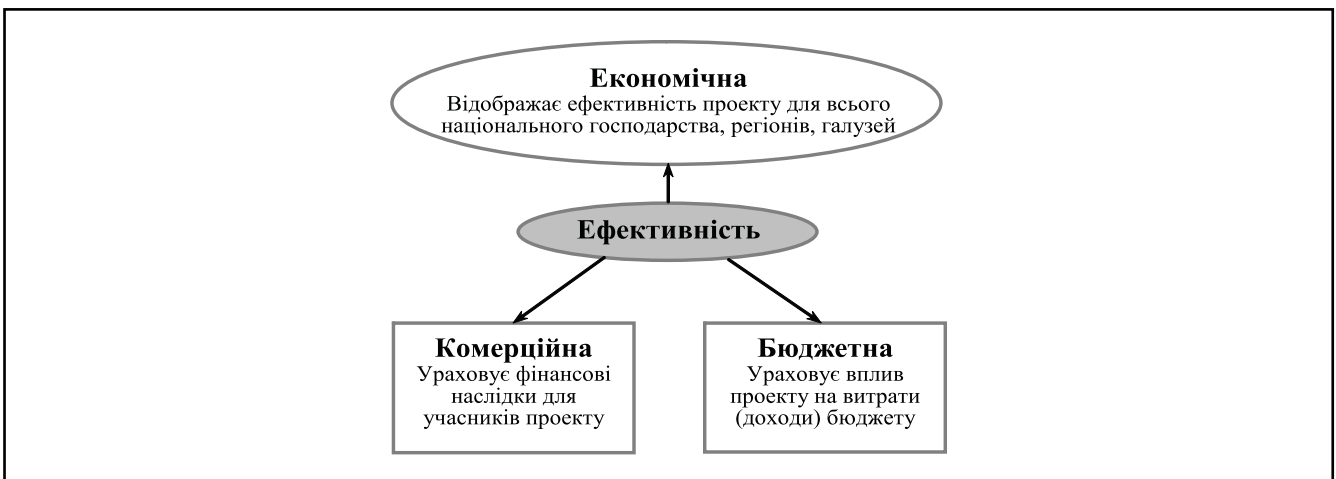 Економічна
Відображає ефективність проекту для всього
національного господарства, регіонів, галузей
Ефективність
Комерційна
Ураховує фінансові
наслідки для
учасників проекту
Бюджетна
Ураховує вплив
проекту на витрати
(доходи) бюджету